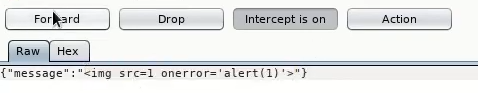 Forward Drop Intercept is on Action
Raw Hex
{"message":"<img src=1 onerror='alert(1)'>"}